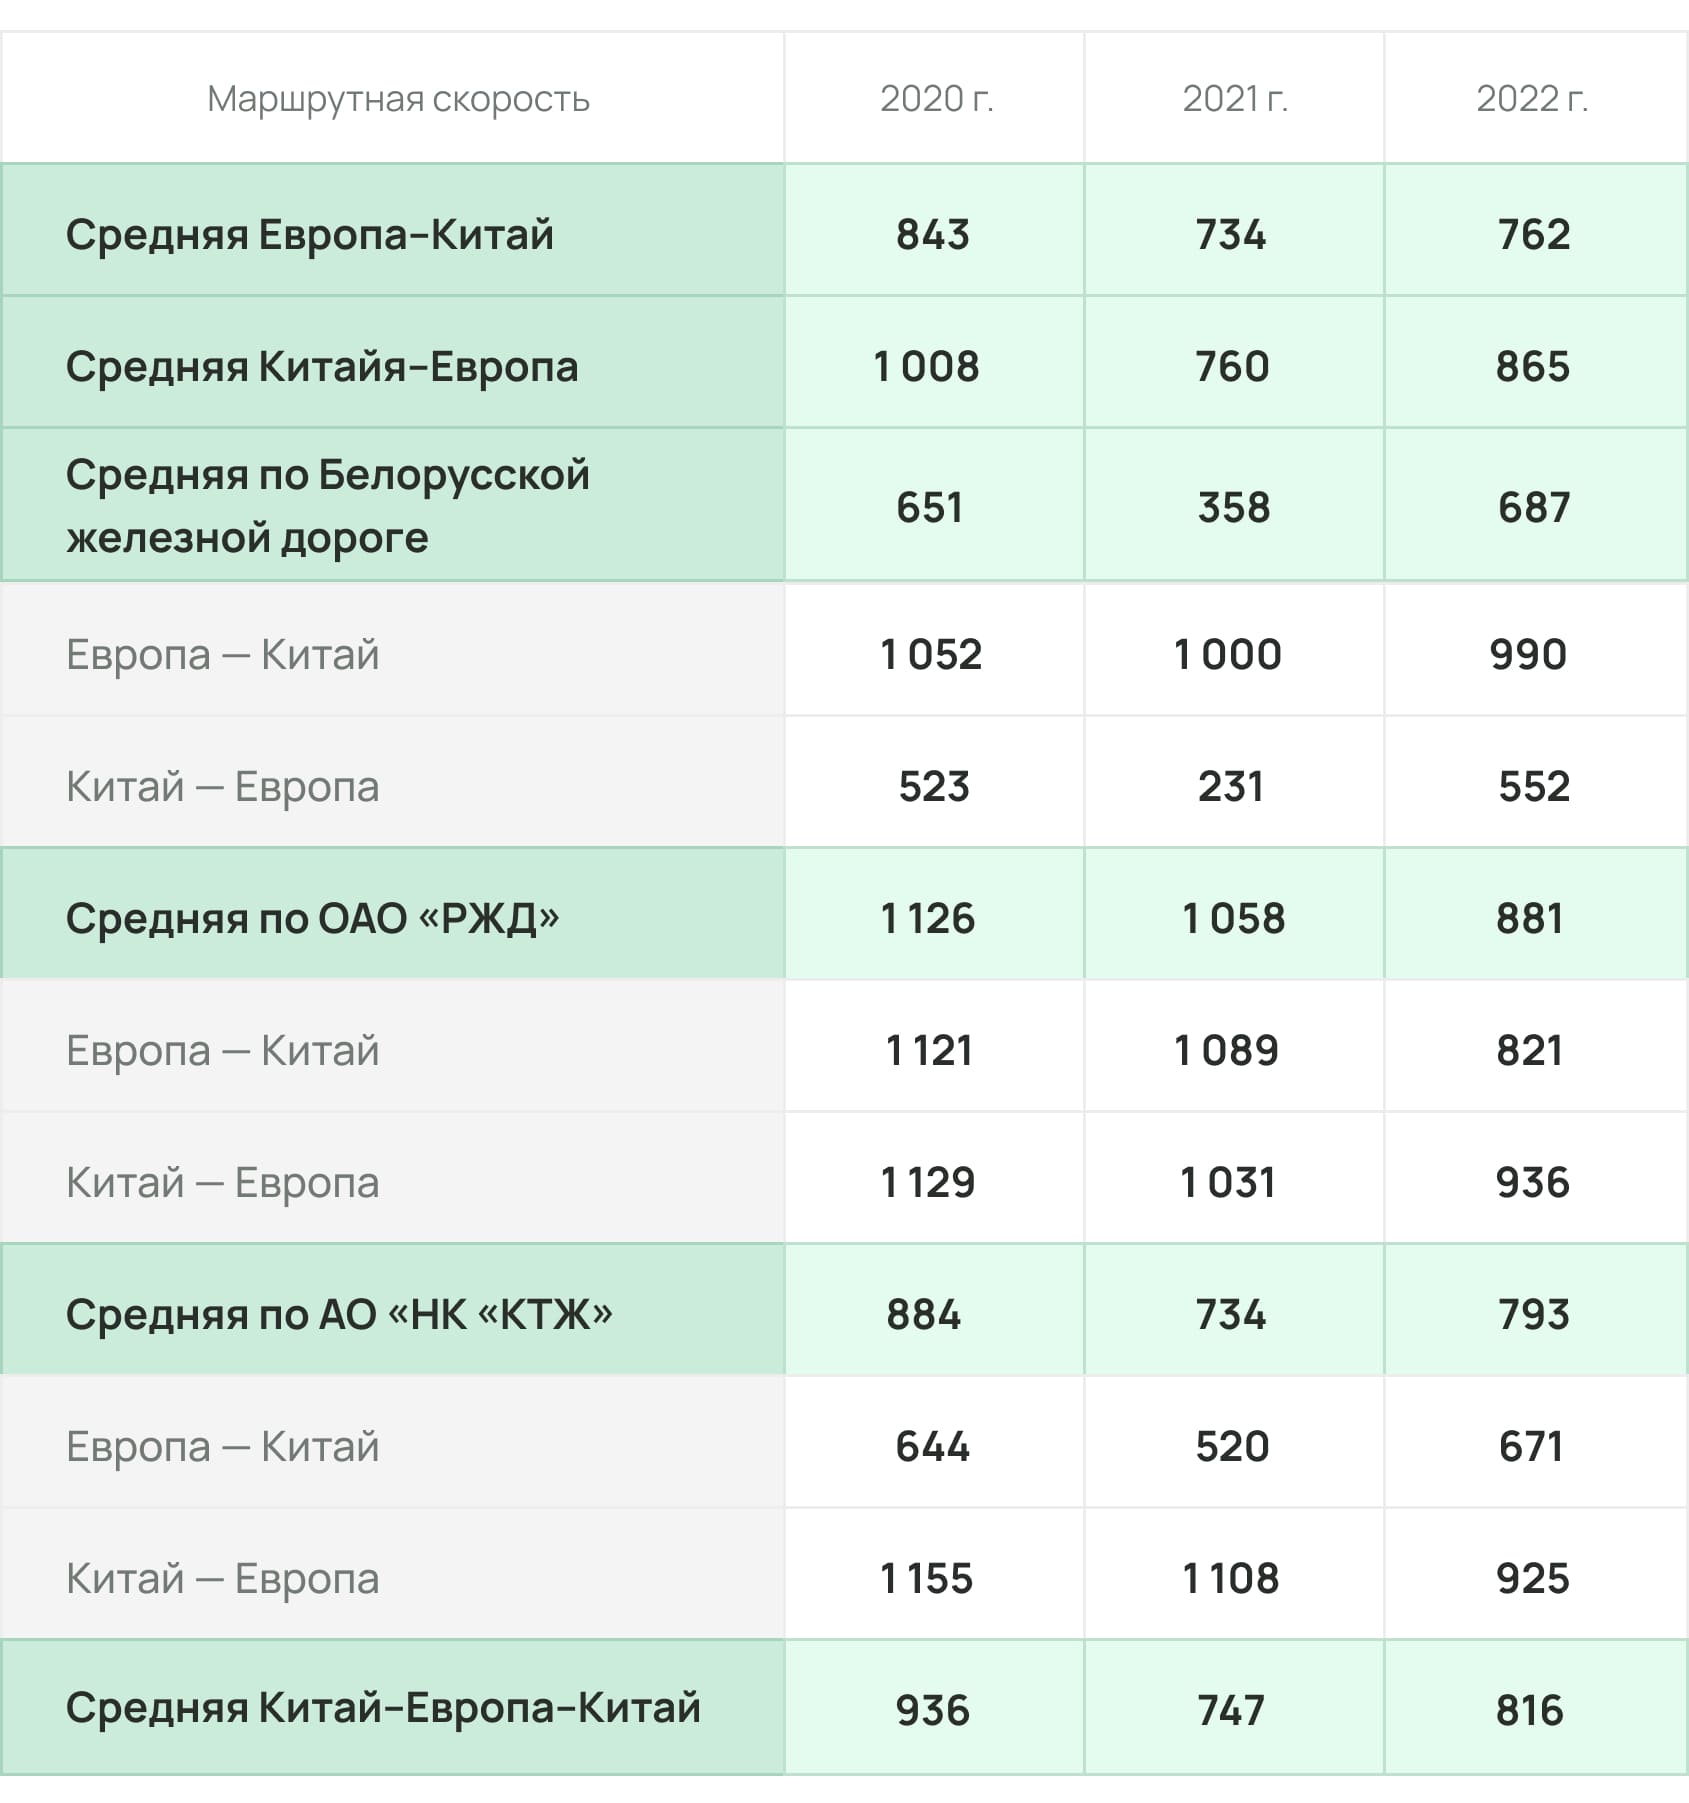 Маршрутная скорость 2020 г. 2021 г. 2022 г.
Средняя Европа–Китай 843 734 762
Средняя Китайя–Европа 1 008 760 865
Средняя по Белорусской
железной дороге 651 358 687
Европа — Китай 1 052 1 000 990
Китай — Европа 523 231 552
Средняя по ОАО «РЖД» 1 126 1 058 881
Европа — Китай 1 121 1 089 821
Китай — Европа 1 129 1 031 936
Средняя по АО «НК «КТЖ» 884 734 793
Европа — Китай 644 520 671
Китай — Европа 1 155 1 108 925
Средняя Китай–Европа–Китай 936 747 816